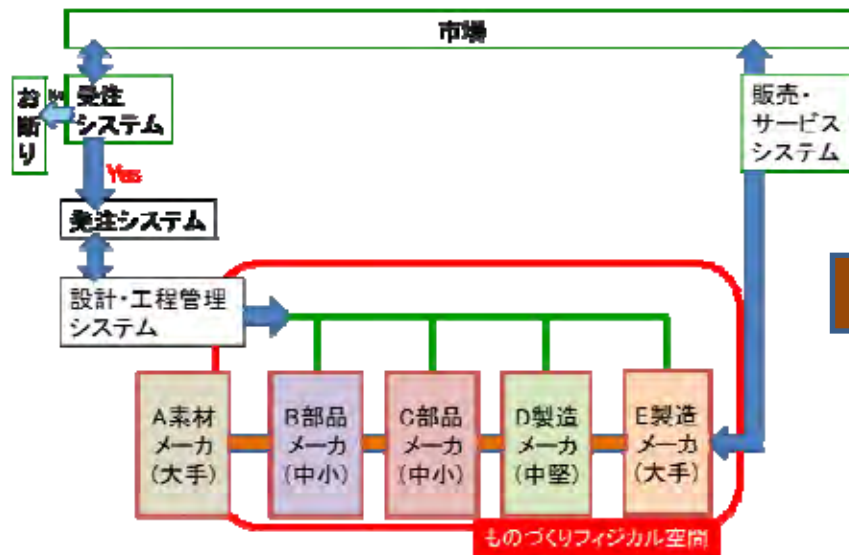 市場
お断り
受注
システム
Yes
発注システム
設計・工程管理
システム
販売・
サービス
システム
A素材
メーカ
(大手)
B部品
メーカ
(中小)
C部品
メーカ
(中小)
D製造
メーカ
(中堅)
E製造
メーカ
(大手)
ものづくりフィジカル空間